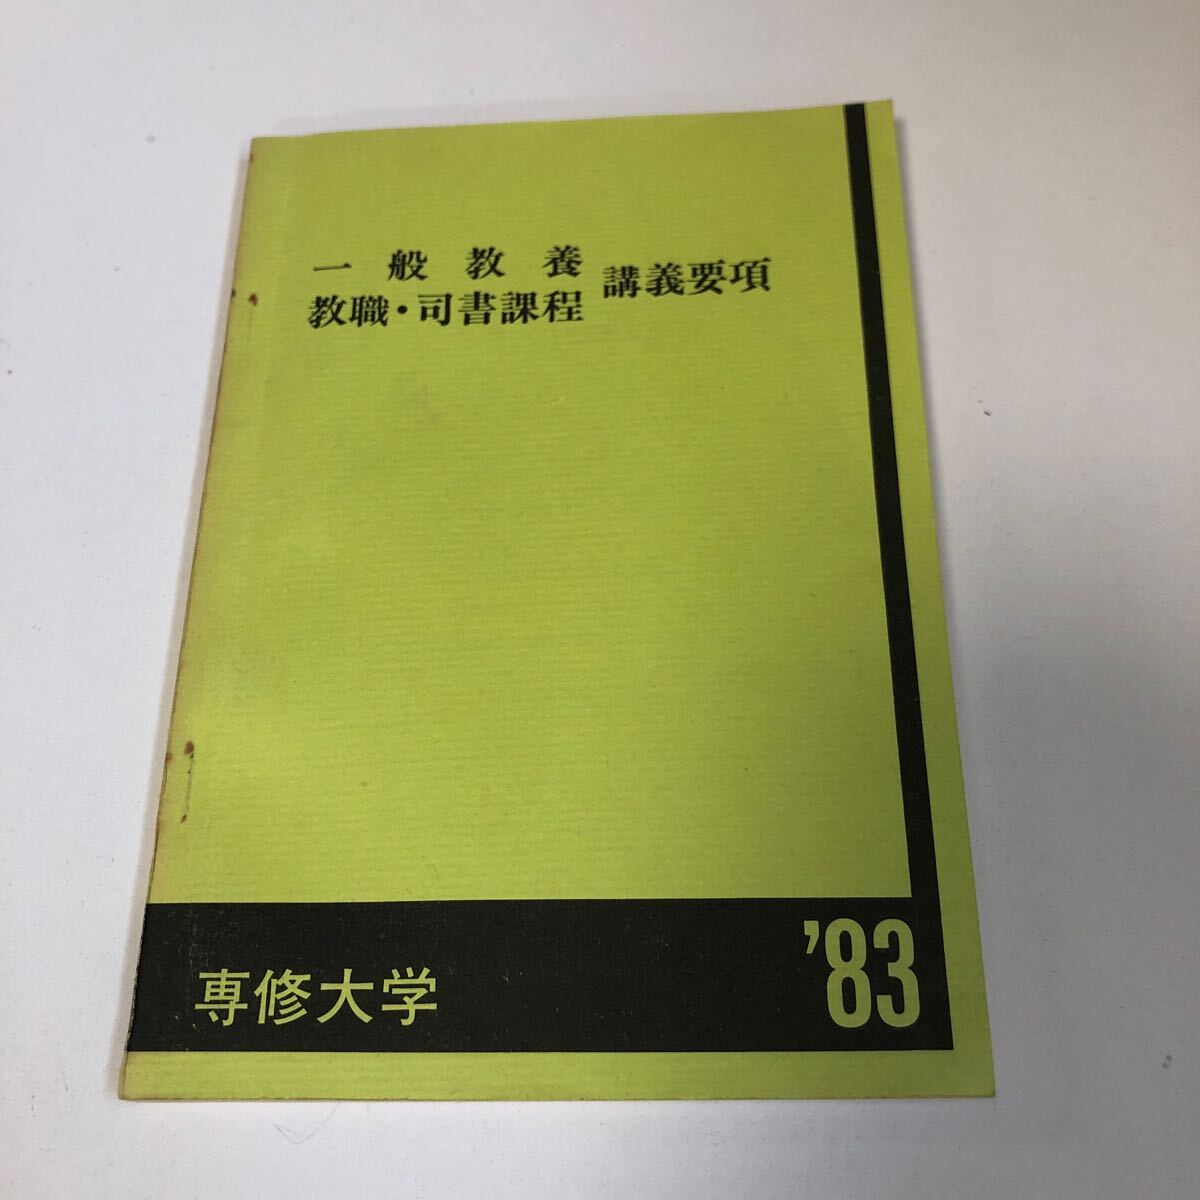 一般教養
教職・司書課程
講義要項
専修大学
'83